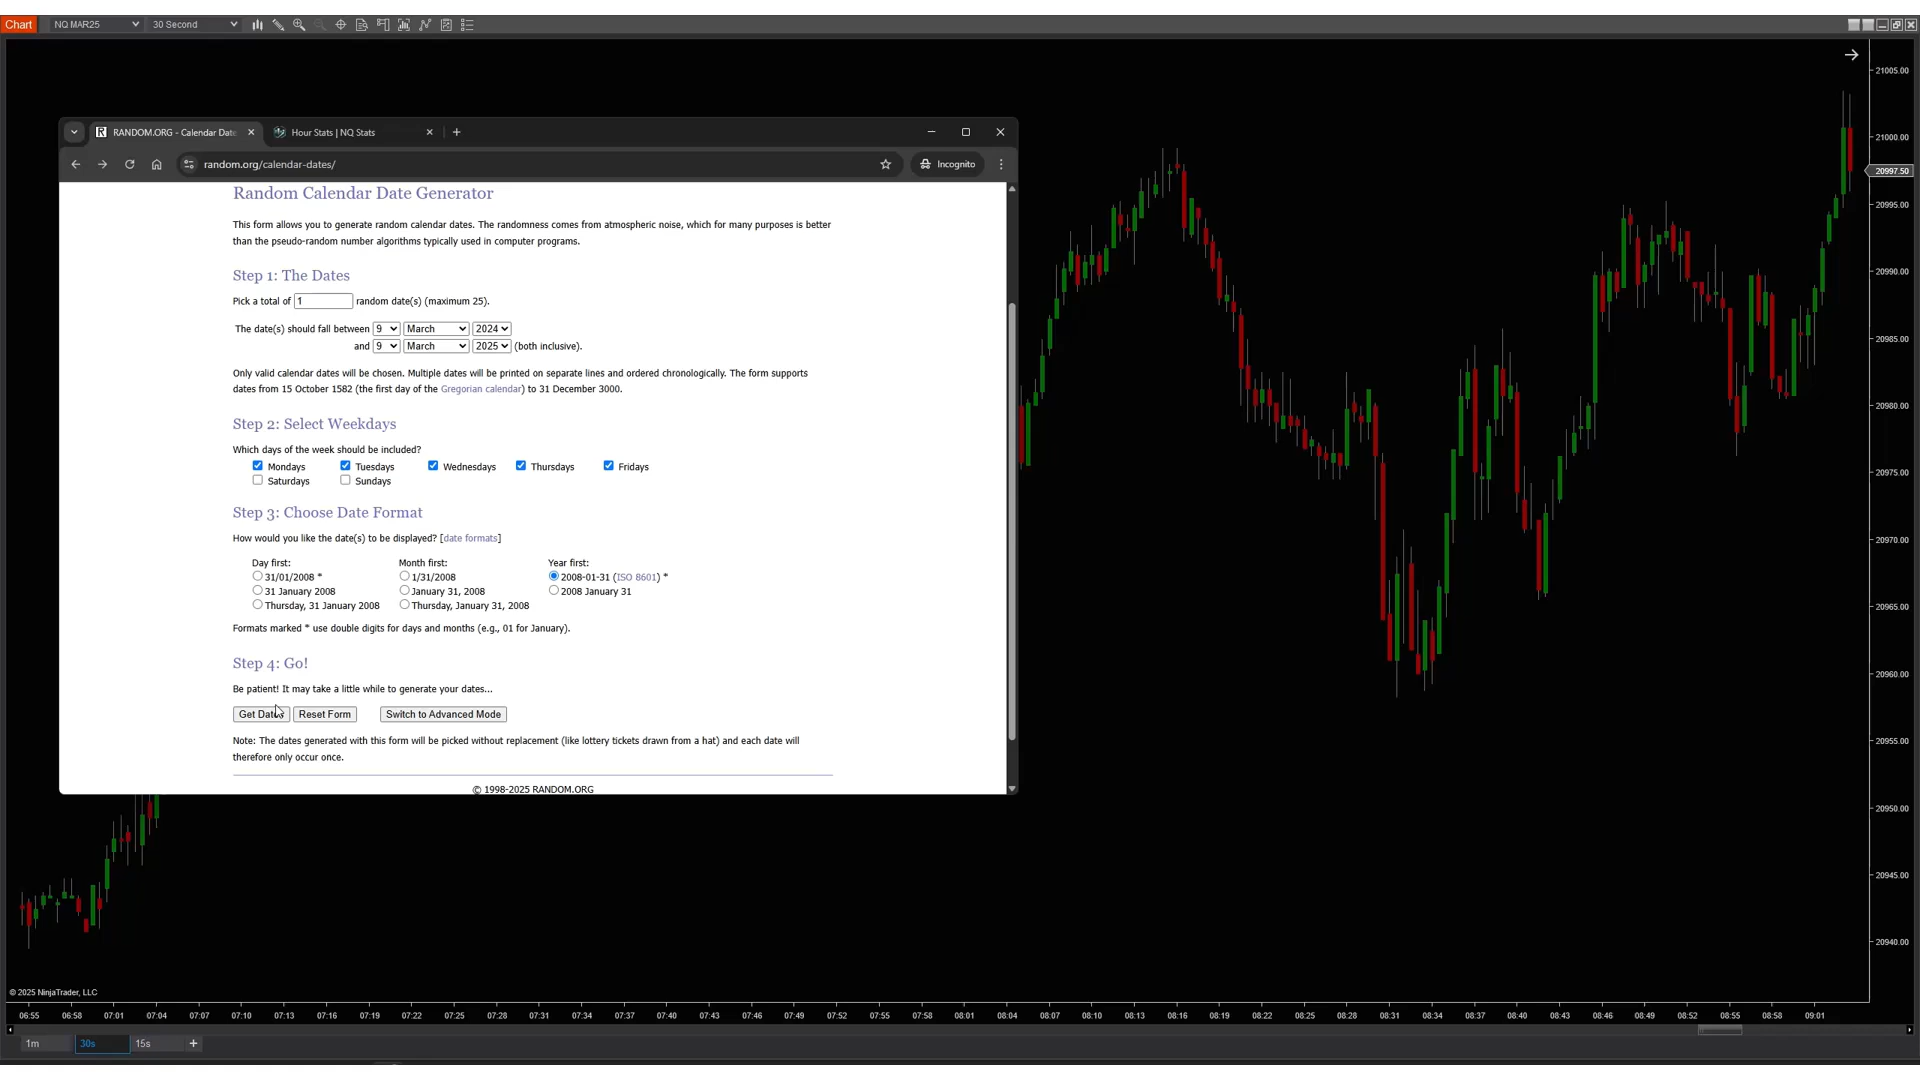 Chart NQ MAR25 30 Second
RANDOM.ORG - Calendar Date
Hour Stats | NQ Stats
random.org/calendar-dates/
Incognito
Random Calendar Date Generator
This form allows you to generate random calendar dates. The randomness comes from atmospheric noise, which for many purposes is better
than the pseudo-random number algorithms typically used in computer programs.
Step 1: The Dates
Pick a total of 1 random date(s) (maximum 25).
The date(s) should fall between 9 March 2024
and 9 March 2025 (both inclusive).
Only valid calendar dates will be chosen. Multiple dates will be printed on separate lines and ordered chronologically. The form supports
dates from 15 October 1582 (the first day of the Gregorian calendar) to 31 December 3000.
Step 2: Select Weekdays
Which days of the week should be included?
Mondays Tuesdays Wednesdays Thursdays Fridays
Saturdays Sundays
Step 3: Choose Date Format
How would you like the date(s) to be displayed? [date formats]
Day first: Month first: Year first:
31/01/2008 * 1/31/2008 2008-01-31 (ISO 8601) *
31 January 2008 January 31, 2008 2008 January 31
Thursday, 31 January 2008 Thursday, January 31, 2008
Formats marked * use double digits for days and months (e.g., 01 for January).
Step 4: Go!
Be patient! It may take a little while to generate your dates...
Get Dates Reset Form Switch to Advanced Mode
Note: The dates generated with this form will be picked without replacement (like lottery tickets drawn from a hat) and each date will
therefore only occur once.
© 1998-2025 RANDOM.ORG
21005.00
21000.00
20997.50
20995.00
20990.00
20985.00
20980.00
20975.00
20970.00
20965.00
20960.00
20955.00
20950.00
20945.00
20940.00
© 2025 NinjaTrader, LLC
06:55 06:58 07:01 07:04 07:07 07:10 07:13 07:16 07:19 07:22 07:25 07:28 07:31 07:34 07:37 07:40 07:43 07:46 07:49 07:52 07:55 07:58 08:01 08:04 08:07 08:10 08:13 08:16 08:19 08:22 08:25 08:28 08:31 08:34 08:37 08:40 08:43 08:46 08:49 08:52 08:55 08:58 09:01
1m 30s 15s